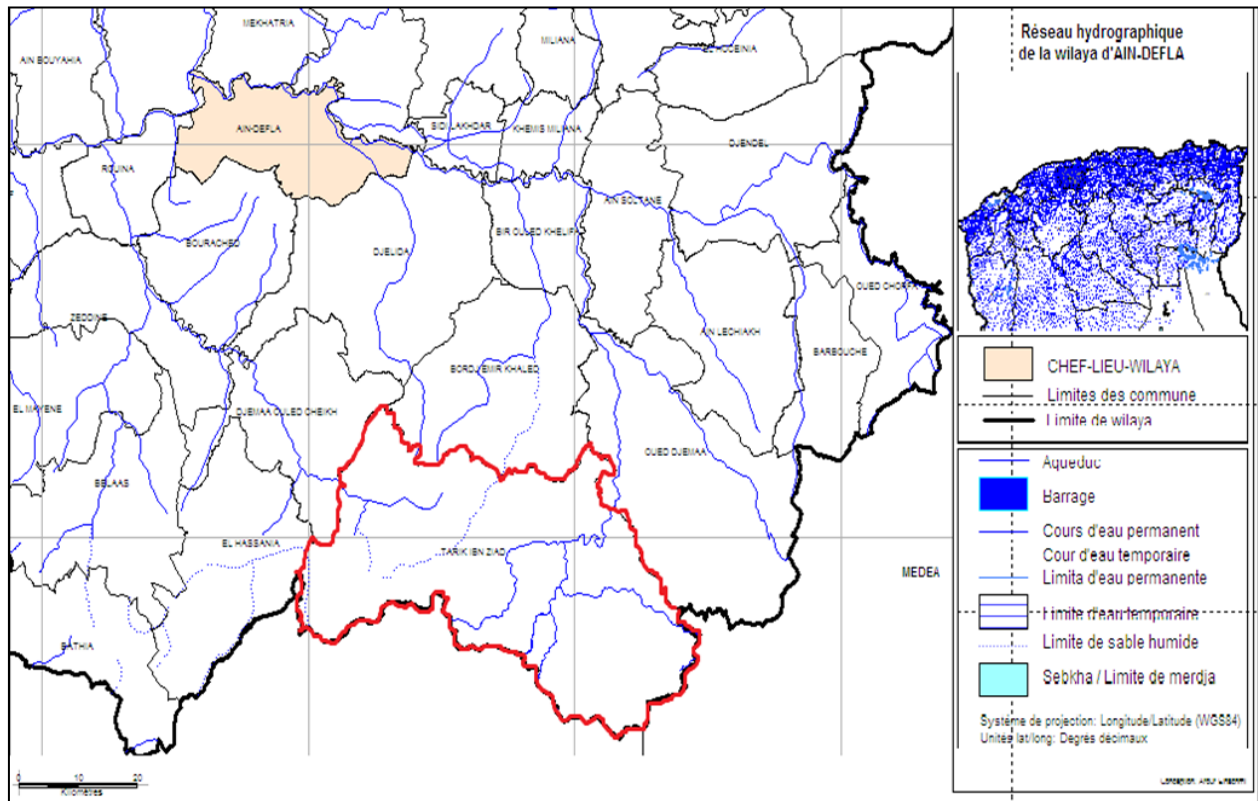 MEKHATRIA
MILIANA
AIN BOUYAHIA
AIN-DEFLA
SIDI LAKHDAR
KHEMIS MILIANA
DJENDEL
ROUINA
AIN SOLTANE
BOURACHED
DJELIDA
BIR OULED KHELIFA
OUED CHORFA
ZEDDINE
AIN LECHIAKH
BARBOUCHE
BORDJ EMIR KHALED
EL MAYENE
DJEMAA OULED CHEIKH
OUED DJEMAA
BELAAS
EL HASSANIA
TARIK IBN ZIAD
MEDEA
BATHIA
0 10 20
Kilomètres
Réseau hydrographique
de la wilaya d'AIN-DEFLA
CHEF-LIEU-WILAYA
Limites des commune
Limite de wilaya
Aqueduc
Barrage
Cours d'eau permanent
Cour d'eau temporaire
Limita d'eau permanente
Limite d'eau temporaire
Limite de sable humide
Sebkha / Limite de merdja
Système de projection: Longitude/Latitude (WGS84)
Unités lat/long: Degrés décimaux